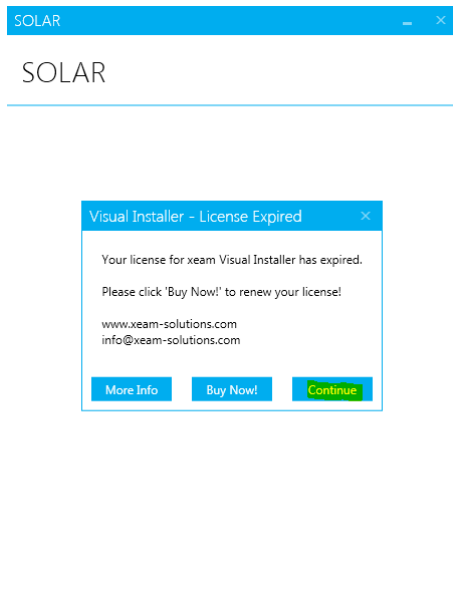 SOLAR
SOLAR
Visual Installer - License Expired
Your license for xeam Visual Installer has expired.
Please click 'Buy Now!' to renew your license!
www.xeam-solutions.com
info@xeam-solutions.com
More Info Buy Now! Continue